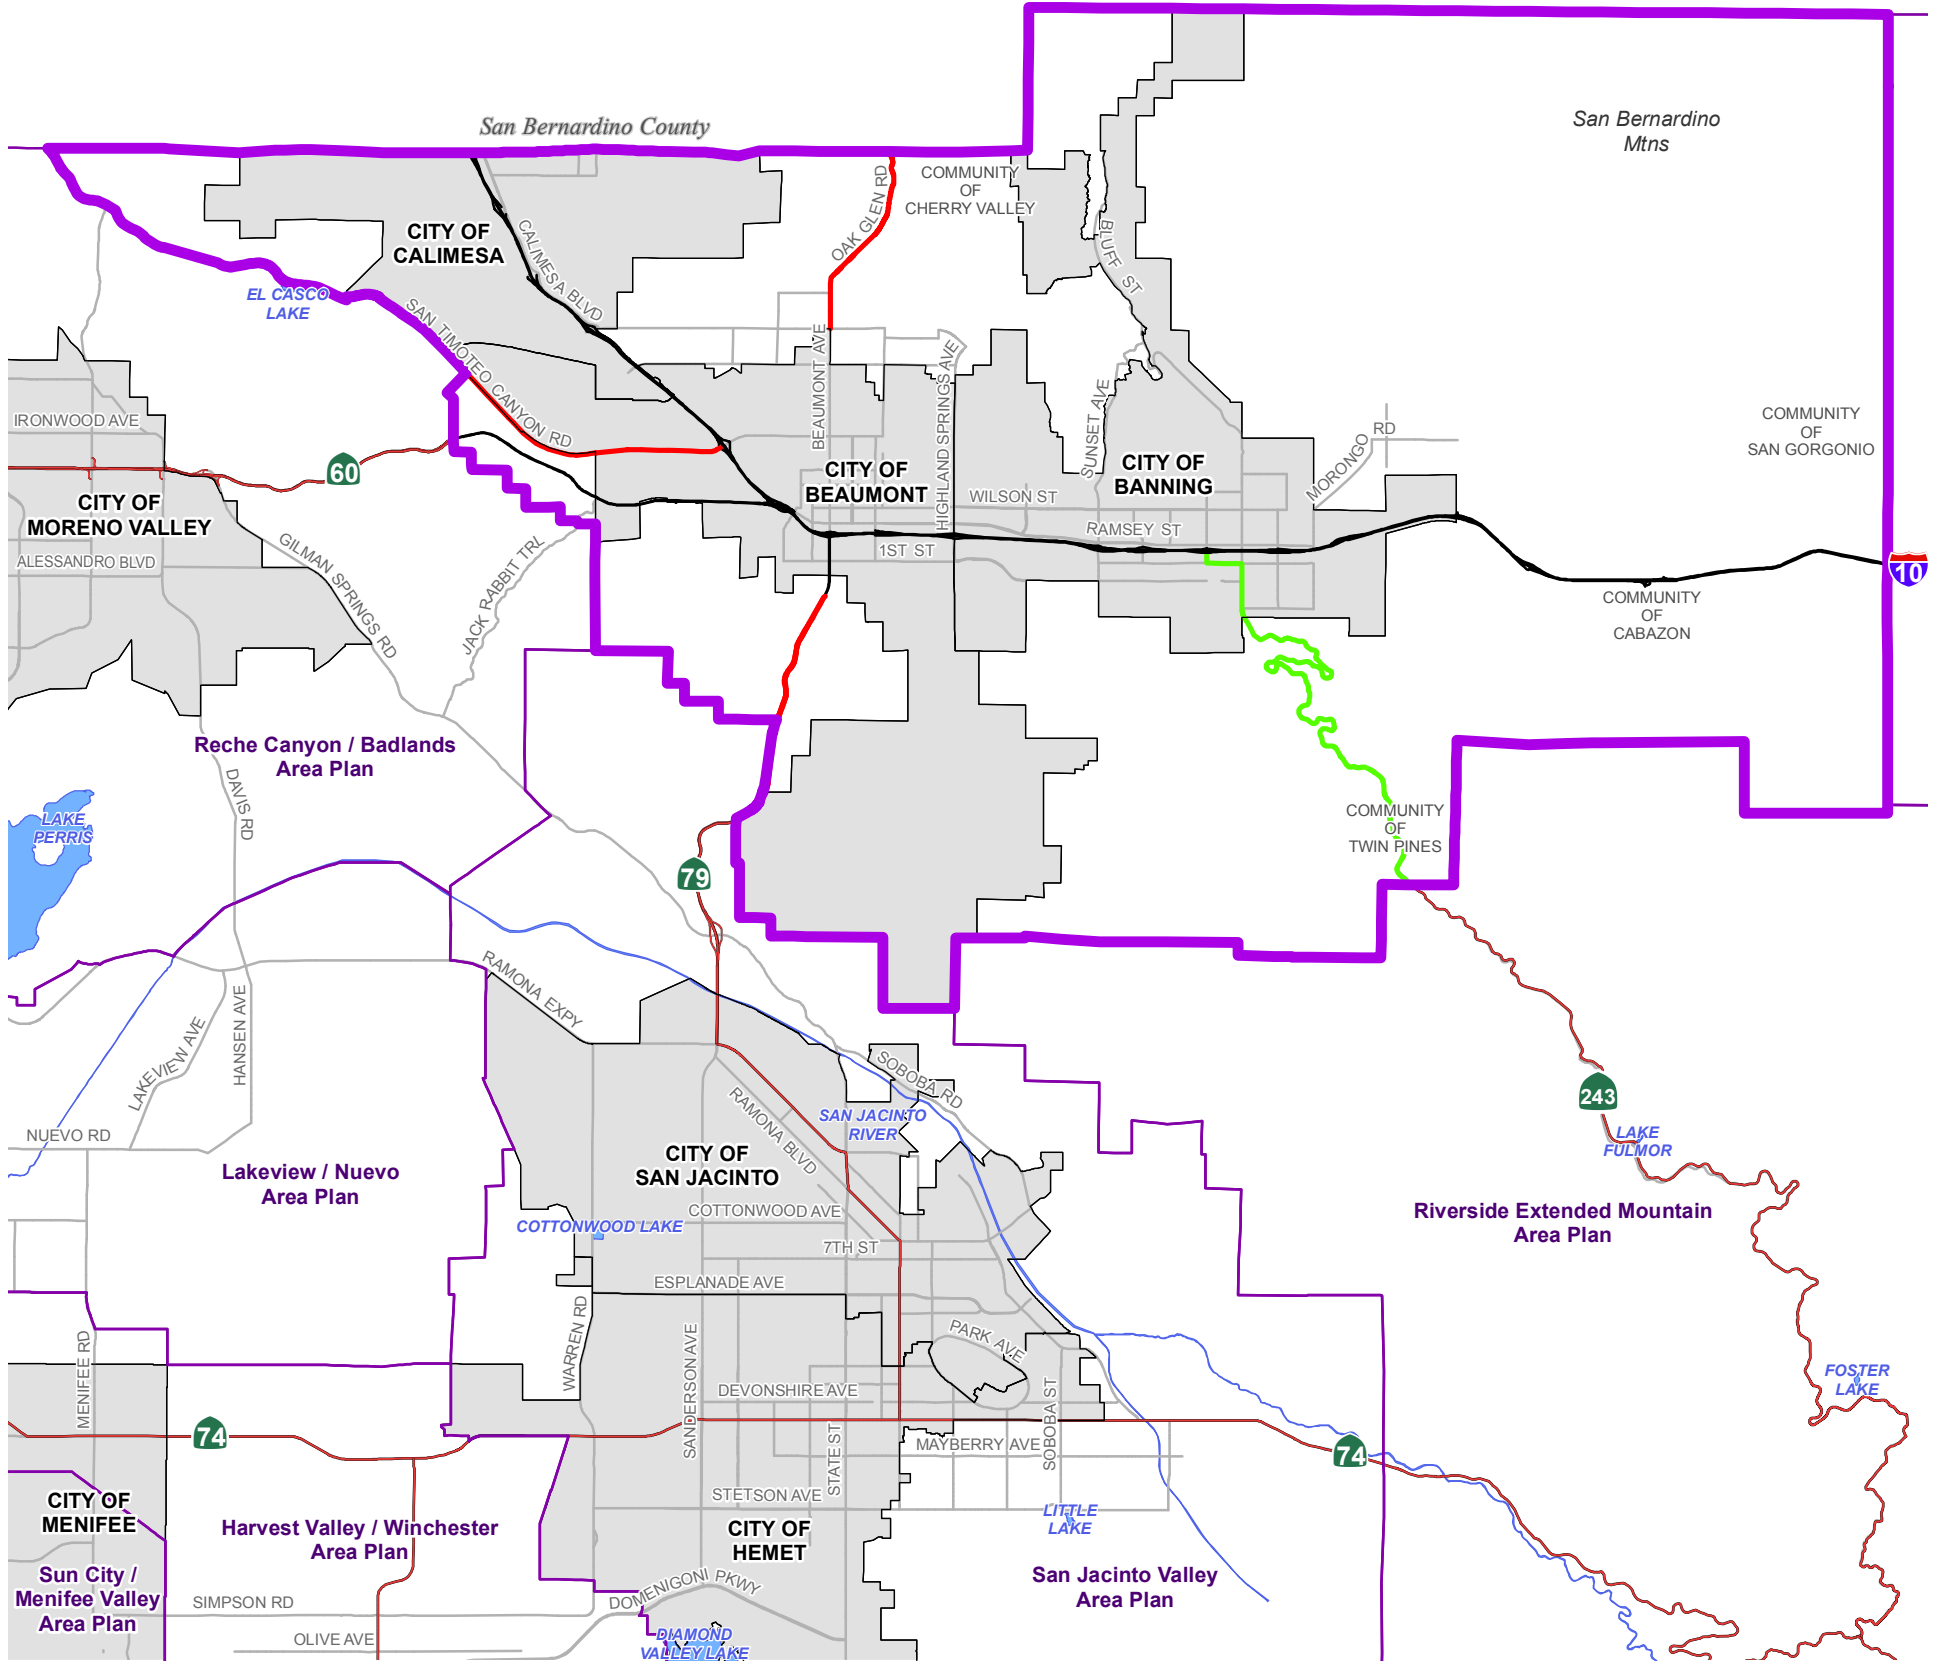 San Bernardino County
San Bernardino
Mtns
COMMUNITY
OF
CHERRY VALLEY
OAK GLEN RD
CITY OF
CALIMESA
CALIMESA BLVD
BLUFF ST
EL CASCO
LAKE
SAN TIMOTEO CANYON RD
BEAUMONT AVE
HIGHLAND SPRINGS AVE
SUNSET AVE
IRONWOOD AVE
60
CITY OF
MORENO VALLEY
ALESSANDRO BLVD
GILMAN SPRINGS RD
JACK RABBIT TRL
CITY OF
BEAUMONT
WILSON ST
1ST ST
CITY OF
BANNING
RAMSEY ST
MORONGO RD
COMMUNITY
OF
SAN GORGONIO
10
COMMUNITY
OF
CABAZON
Reche Canyon / Badlands
Area Plan
LAKE
PERRIS
DAVIS RD
79
COMMUNITY
OF
TWIN PINES
RAMONA EXPY
LAKEVIEW AVE
HANSEN AVE
NUEVO RD
SOBOBA RD
SAN JACINTO
RIVER
RAMONA BLVD
243
LAKE
FULMOR
Lakeview / Nuevo
Area Plan
CITY OF
SAN JACINTO
COTTONWOOD AVE
COTTONWOOD LAKE
7TH ST
ESPLANADE AVE
Riverside Extended Mountain
Area Plan
MENIFEE RD
WARREN RD
SANDERSON AVE
PARK AVE
DEVONSHIRE AVE
SOBOBA ST
FOSTER
LAKE
74
STATE ST
MAYBERRY AVE
74
STETSON AVE
CITY OF
MENIFEE
Harvest Valley / Winchester
Area Plan
CITY OF
HEMET
LITTLE
LAKE
Sun City /
Menifee Valley
Area Plan
SIMPSON RD
DOMENIGONI PKWY
San Jacinto Valley
Area Plan
OLIVE AVE
DIAMOND
VALLEY LAKE